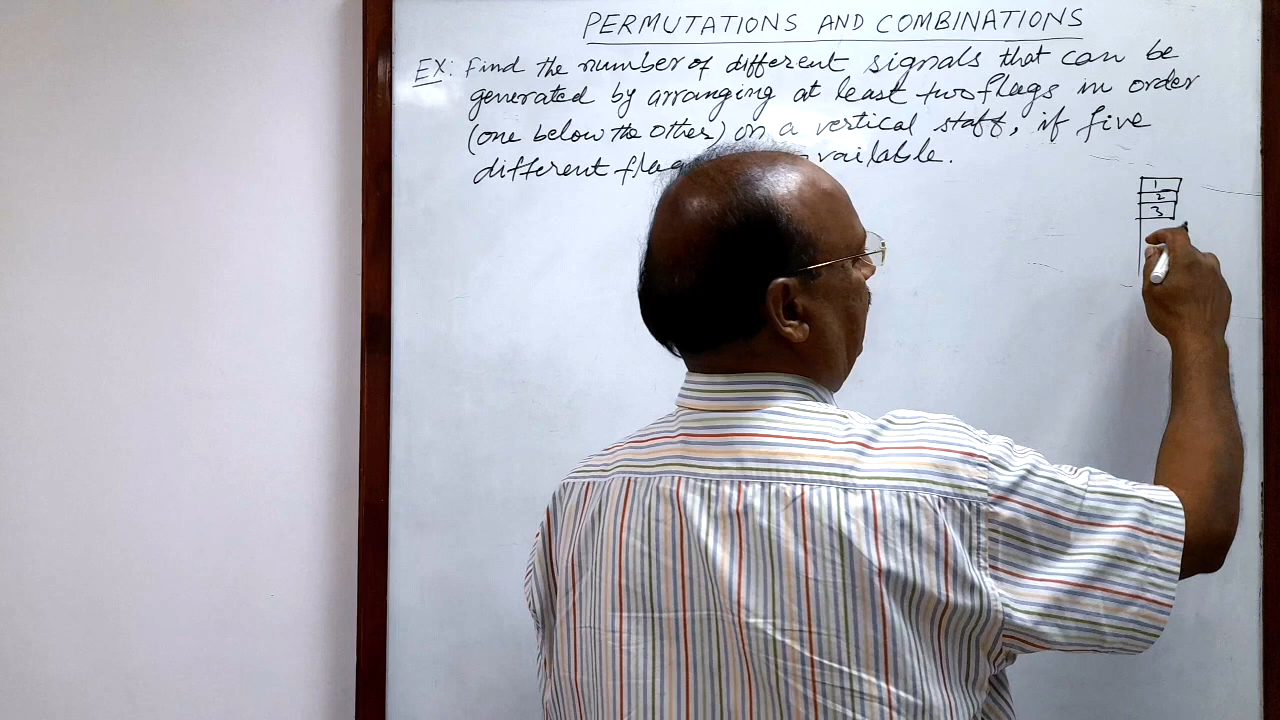 PERMUTATIONS AND COMBINATIONS
EX: Find the number of different signals that can be
generated by arranging at least two flags in order
(one below the other) on a vertical staff, if five
different flag vailable.
1
2
3